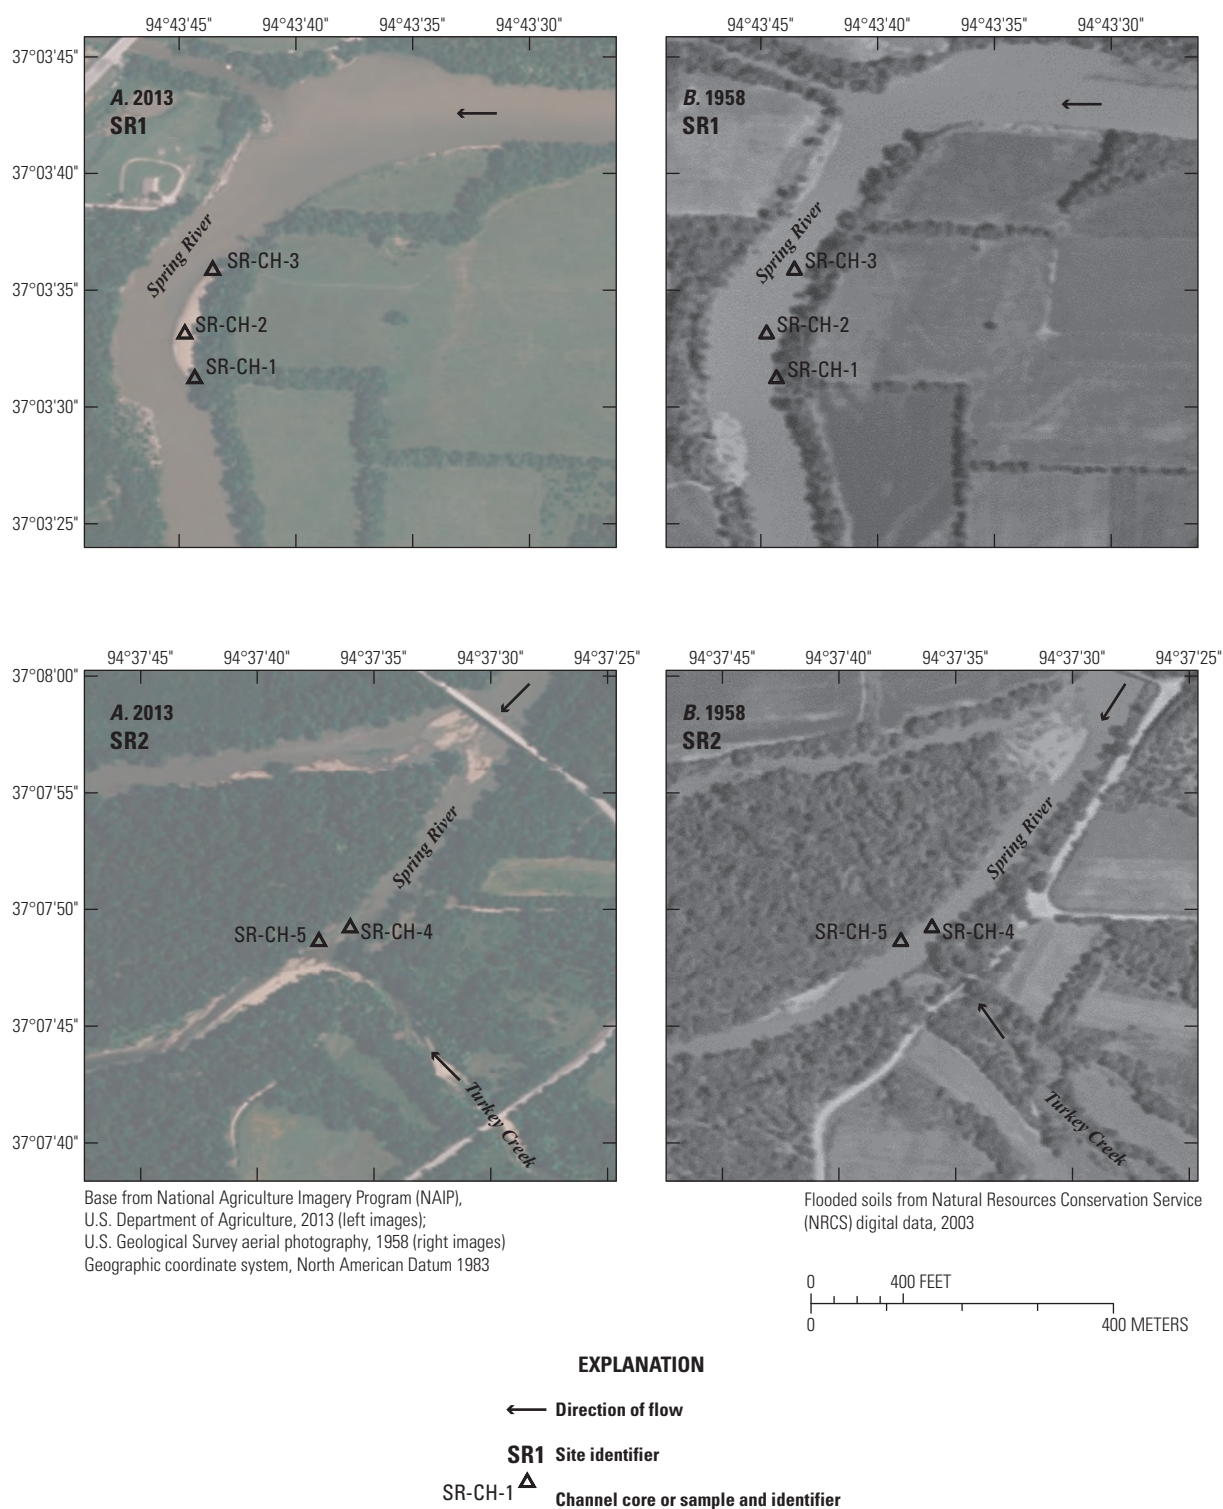 94°43'45" 94°43'40" 94°43'35" 94°43'30"
37°03'45"
37°03'40"
37°03'35"
37°03'30"
37°03'25"
A. 2013
SR1
Spring River
SR-CH-3
SR-CH-2
SR-CH-1
94°43'45" 94°43'40" 94°43'35" 94°43'30"
B. 1958
SR1
Spring River
SR-CH-3
SR-CH-2
SR-CH-1
94°37'45" 94°37'40" 94°37'35" 94°37'30" 94°37'25"
37°08'00"
37°07'55"
37°07'50"
37°07'45"
37°07'40"
A. 2013
SR2
Spring River
SR-CH-5
SR-CH-4
Turkey Creek
94°37'45" 94°37'40" 94°37'35" 94°37'30" 94°37'25"
B. 1958
SR2
Spring River
SR-CH-5
SR-CH-4
Turkey Creek
Base from National Agriculture Imagery Program (NAIP),
U.S. Department of Agriculture, 2013 (left images);
U.S. Geological Survey aerial photography, 1958 (right images)
Geographic coordinate system, North American Datum 1983
Flooded soils from Natural Resources Conservation Service
(NRCS) digital data, 2003
0 400 FEET
0 400 METERS
EXPLANATION
Direction of flow
SR1 Site identifier
SR-CH-1 Channel core or sample and identifier